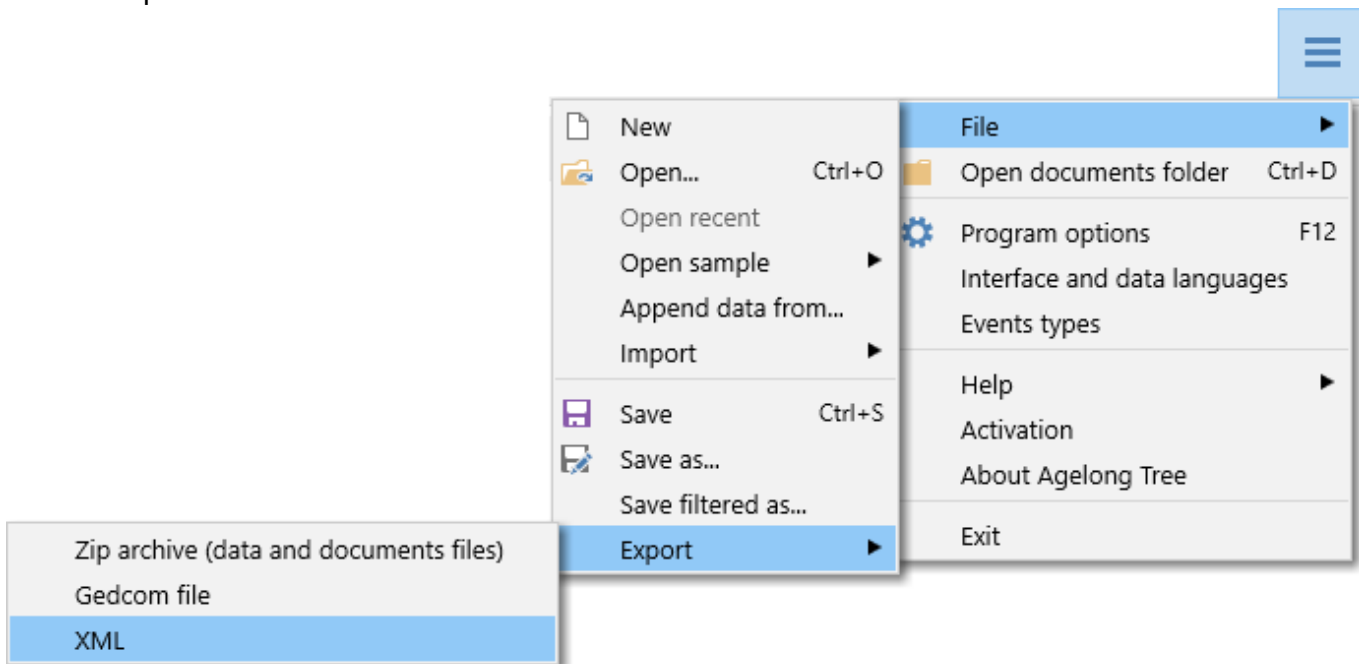 File
Open documents folder Ctrl+D
Program options F12
Interface and data languages
Events types
Help
Activation
About Agelong Tree
Exit
New
Open... Ctrl+O
Open recent
Open sample
Append data from...
Import
Save Ctrl+S
Save as...
Save filtered as...
Export
Zip archive (data and documents files)
Gedcom file
XML